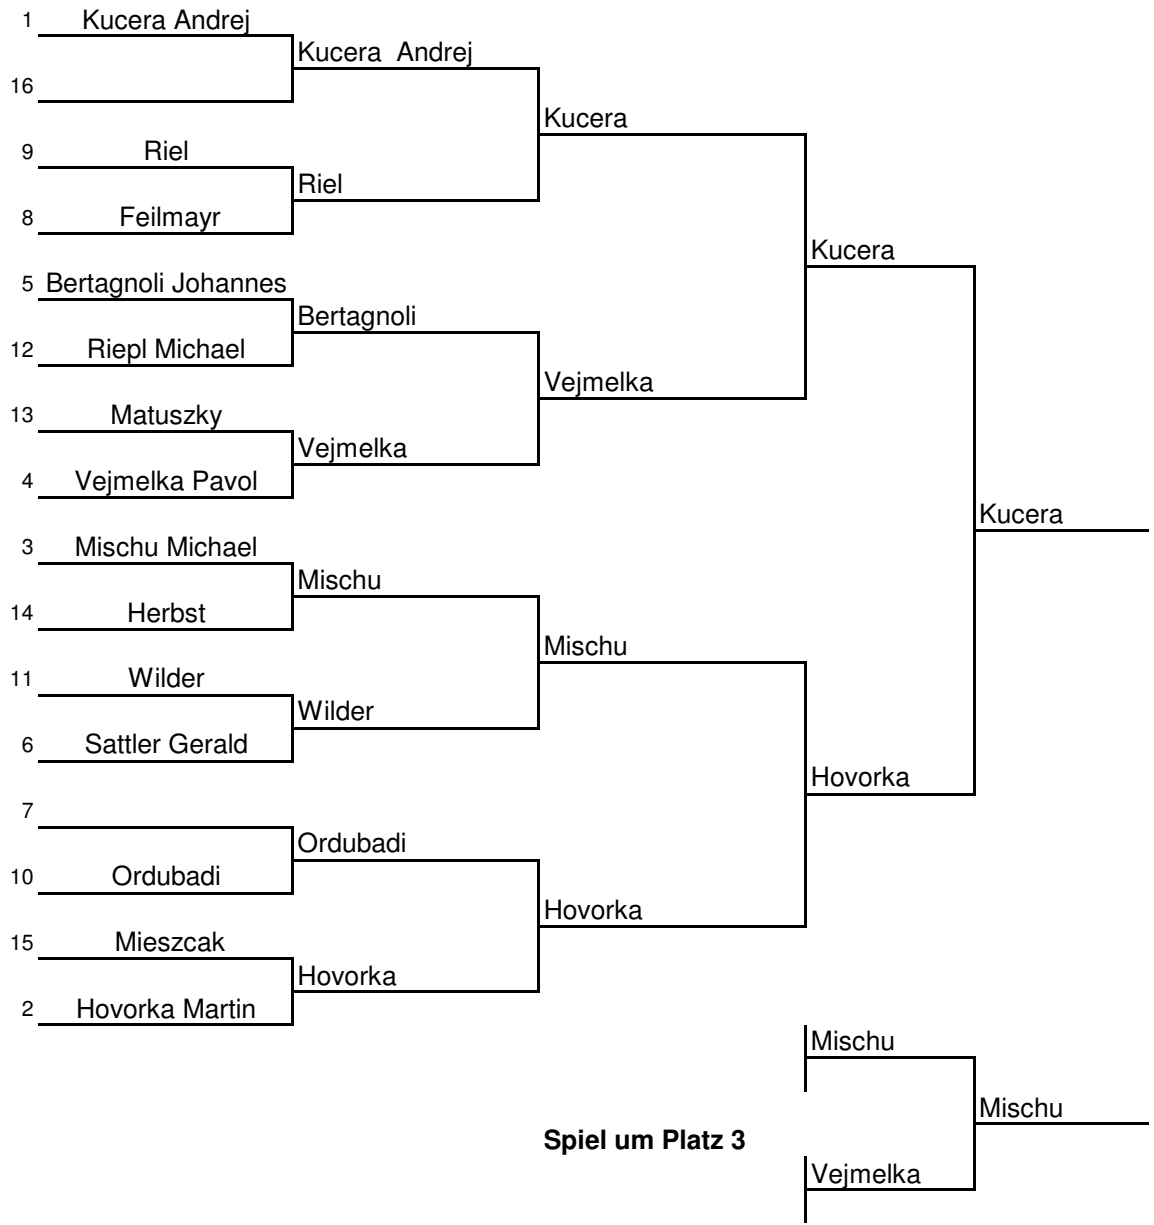 1 Kucera Andrej
Kucera Andrej
16
Kucera
9 Riel
Riel
8 Feilmayr
Kucera
5 Bertagnoli Johannes
Bertagnoli
12 Riepl Michael
Vejmelka
13 Matuszky
Vejmelka
4 Vejmelka Pavol
Kucera
3 Mischu Michael
Mischu
14 Herbst
Mischu
11 Wilder
Wilder
6 Sattler Gerald
Hovorka
7
Ordubadi
10 Ordubadi
Hovorka
15 Mieszcak
Hovorka
2 Hovorka Martin
Mischu
Mischu
Spiel um Platz 3
Vejmelka